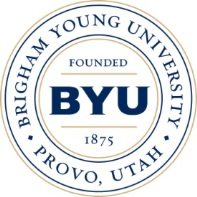 BRIGHAM YOUNG UNIVERSITY
FOUNDED
BYU
1875
PROVO, UTAH